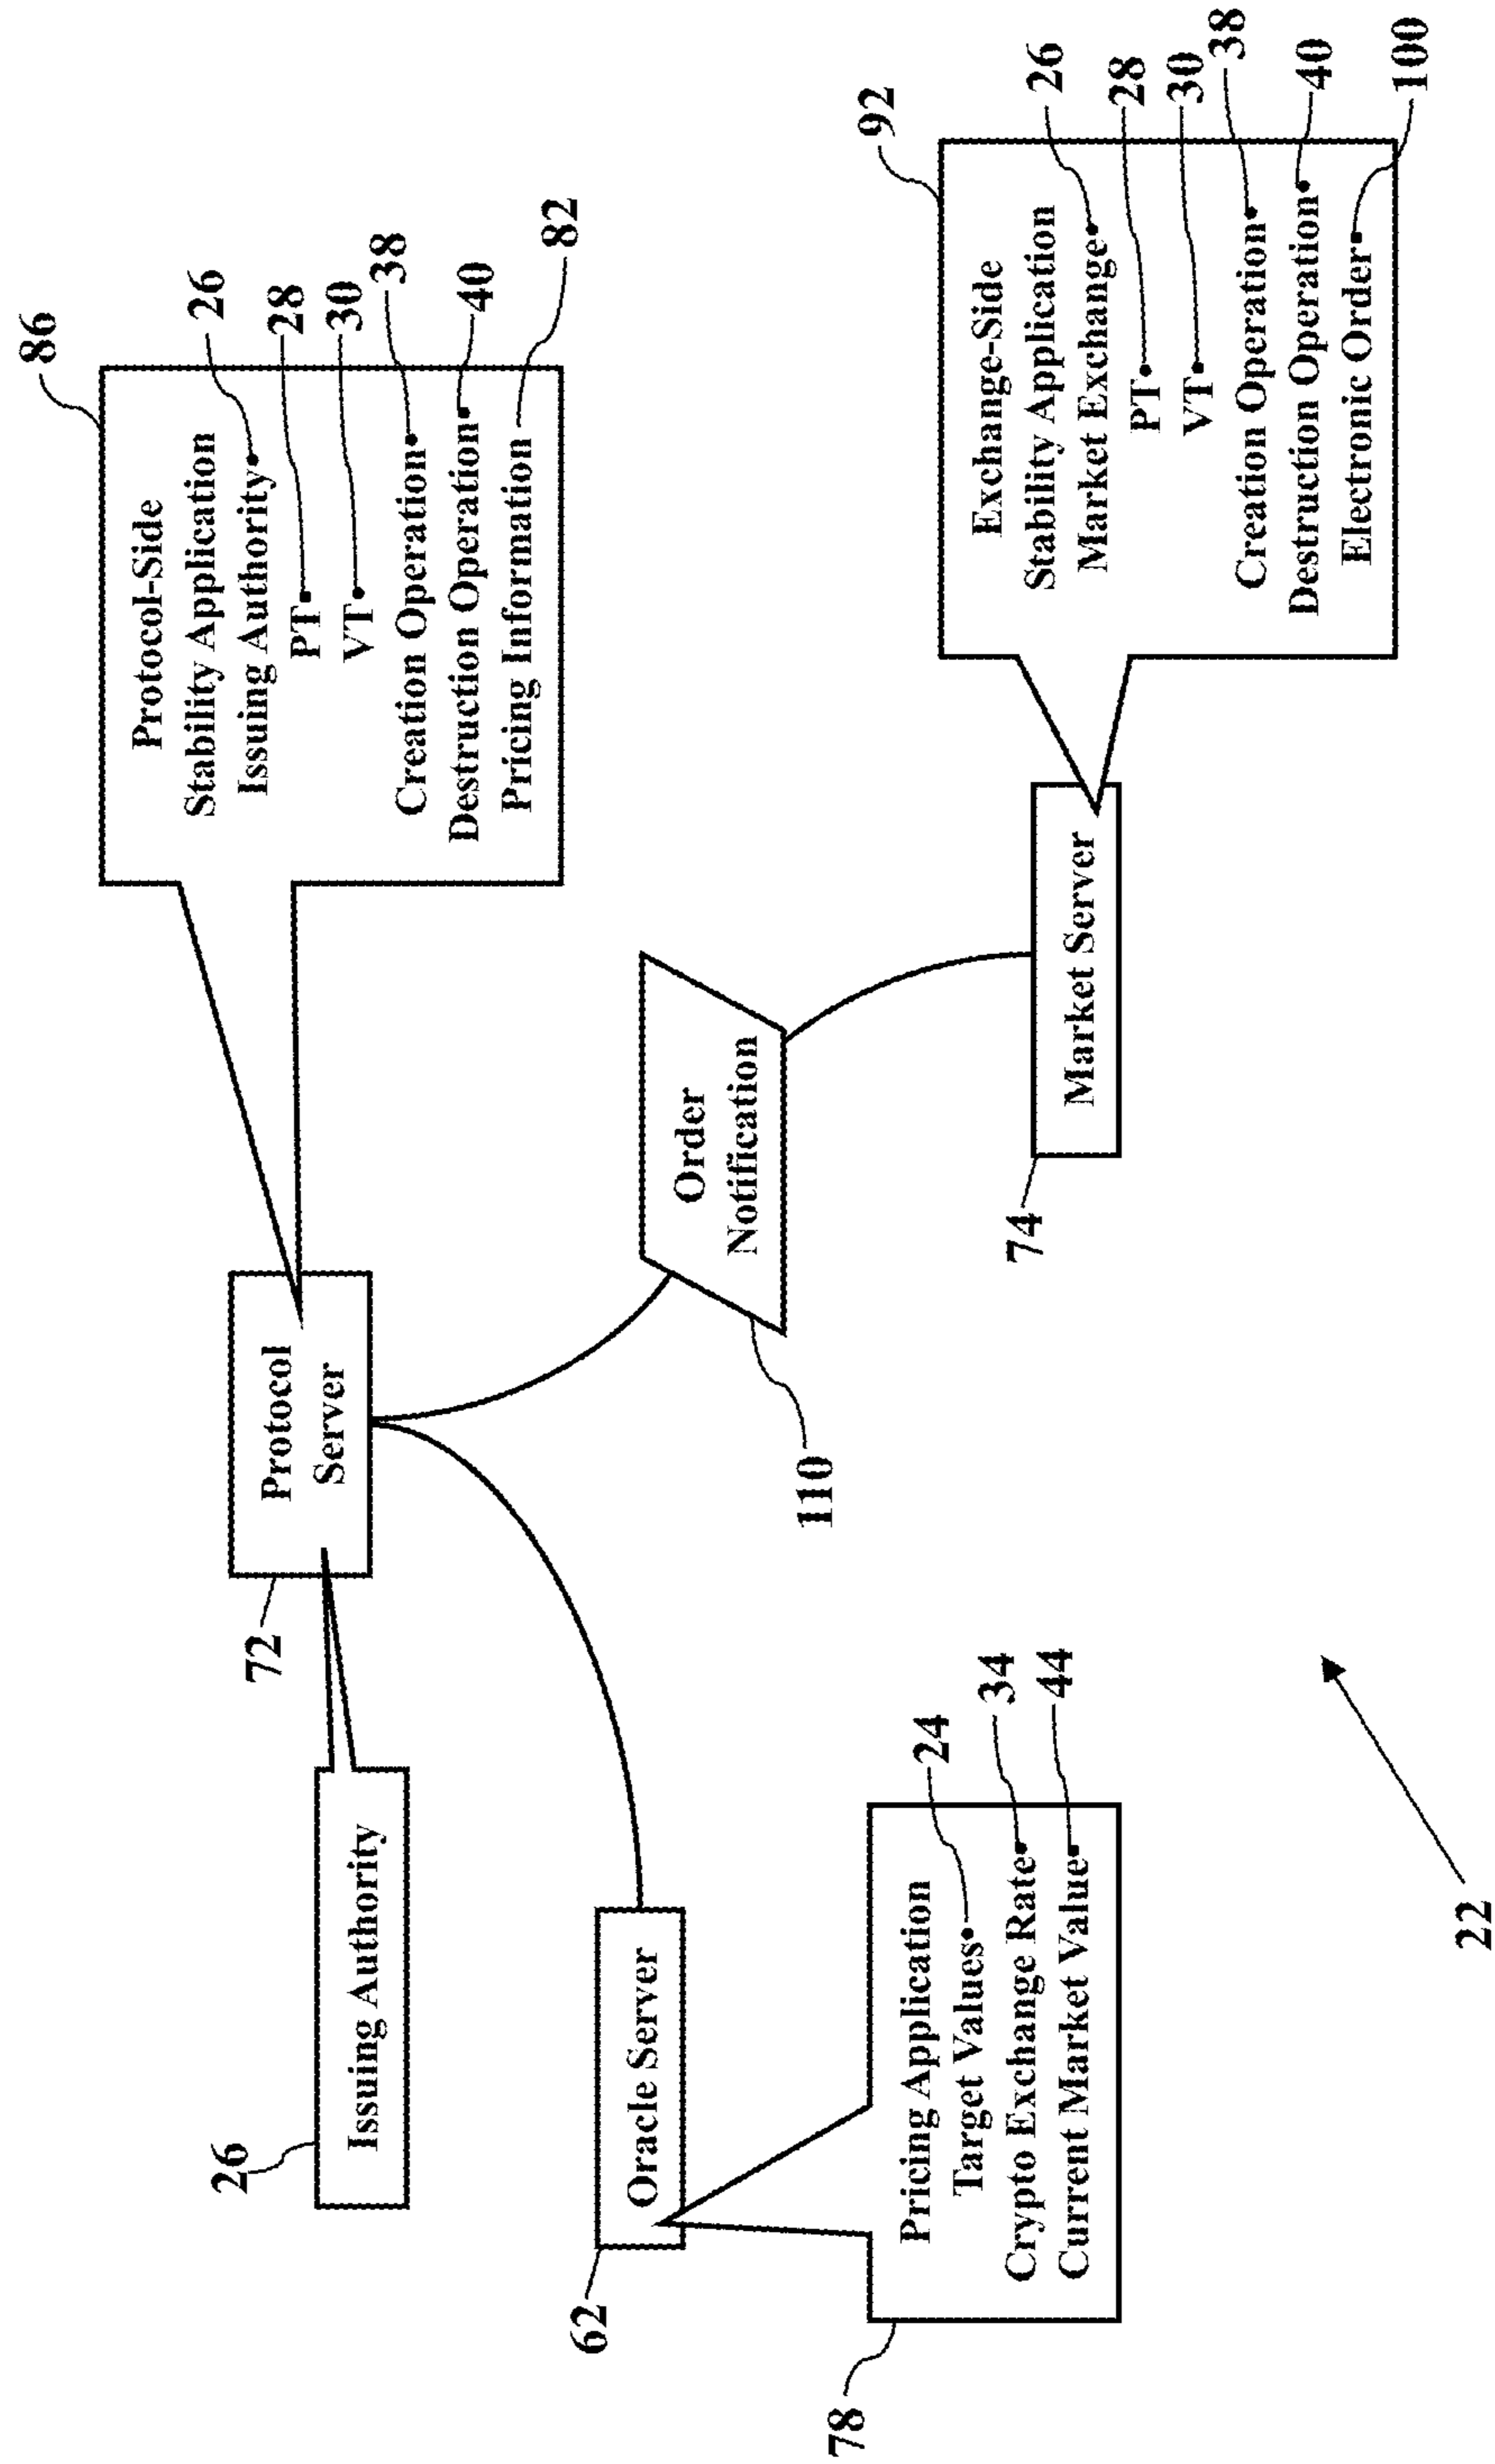 86
Protocol-Side
Stability Application
Issuing Authority
26
PT
28
VT
30
Creation Operation
38
Destruction Operation
40
Pricing Information
82
Protocol
Server
72
26
Issuing Authority
62
Oracle Server
Order
Notification
110
78
Pricing Application
Target Values
24
Crypto Exchange Rate
34
Current Market Value
44
74
Market Server
92
Exchange-Side
Stability Application
Market Exchange
26
PT
28
VT
30
Creation Operation
38
Destruction Operation
40
Electronic Order
100
22